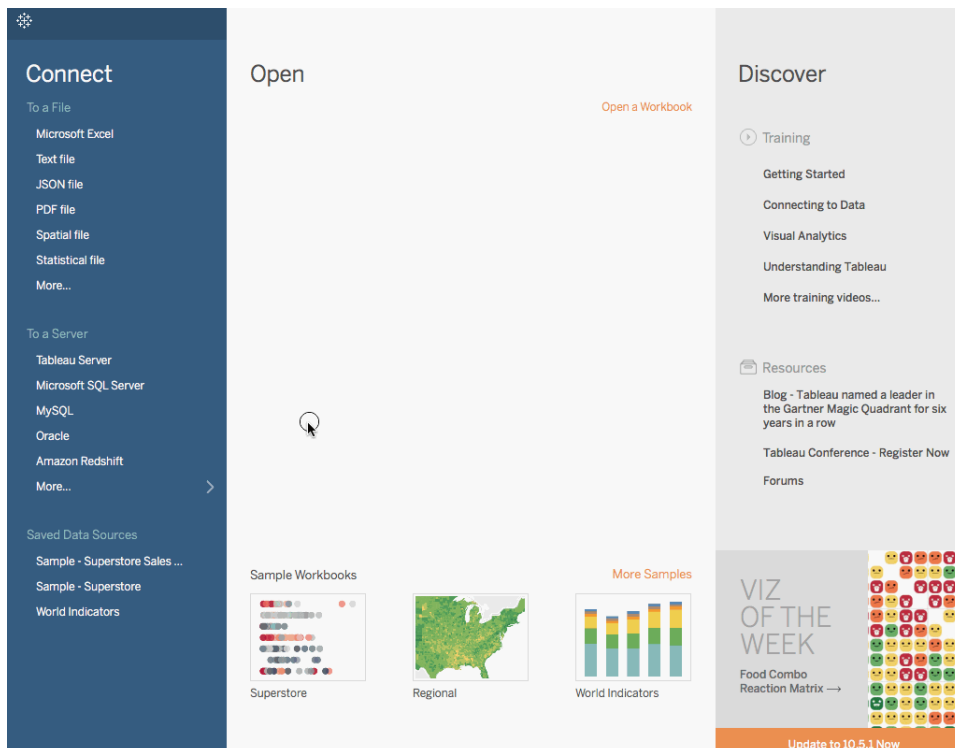 Connect
To a File
Microsoft Excel
Text file
JSON file
PDF file
Spatial file
Statistical file
More...
To a Server
Tableau Server
Microsoft SQL Server
MySQL
Oracle
Amazon Redshift
More...
Saved Data Sources
Sample - Superstore Sales ...
Sample - Superstore
World Indicators
Open
Open a Workbook
Sample Workbooks
More Samples
Superstore
Regional
World Indicators
Discover
Training
Getting Started
Connecting to Data
Visual Analytics
Understanding Tableau
More training videos...
Resources
Blog - Tableau named a leader in
the Gartner Magic Quadrant for six
years in a row
Tableau Conference - Register Now
Forums
VIZ
OF THE
WEEK
Food Combo
Reaction Matrix →
Update to 10.5.1 Now